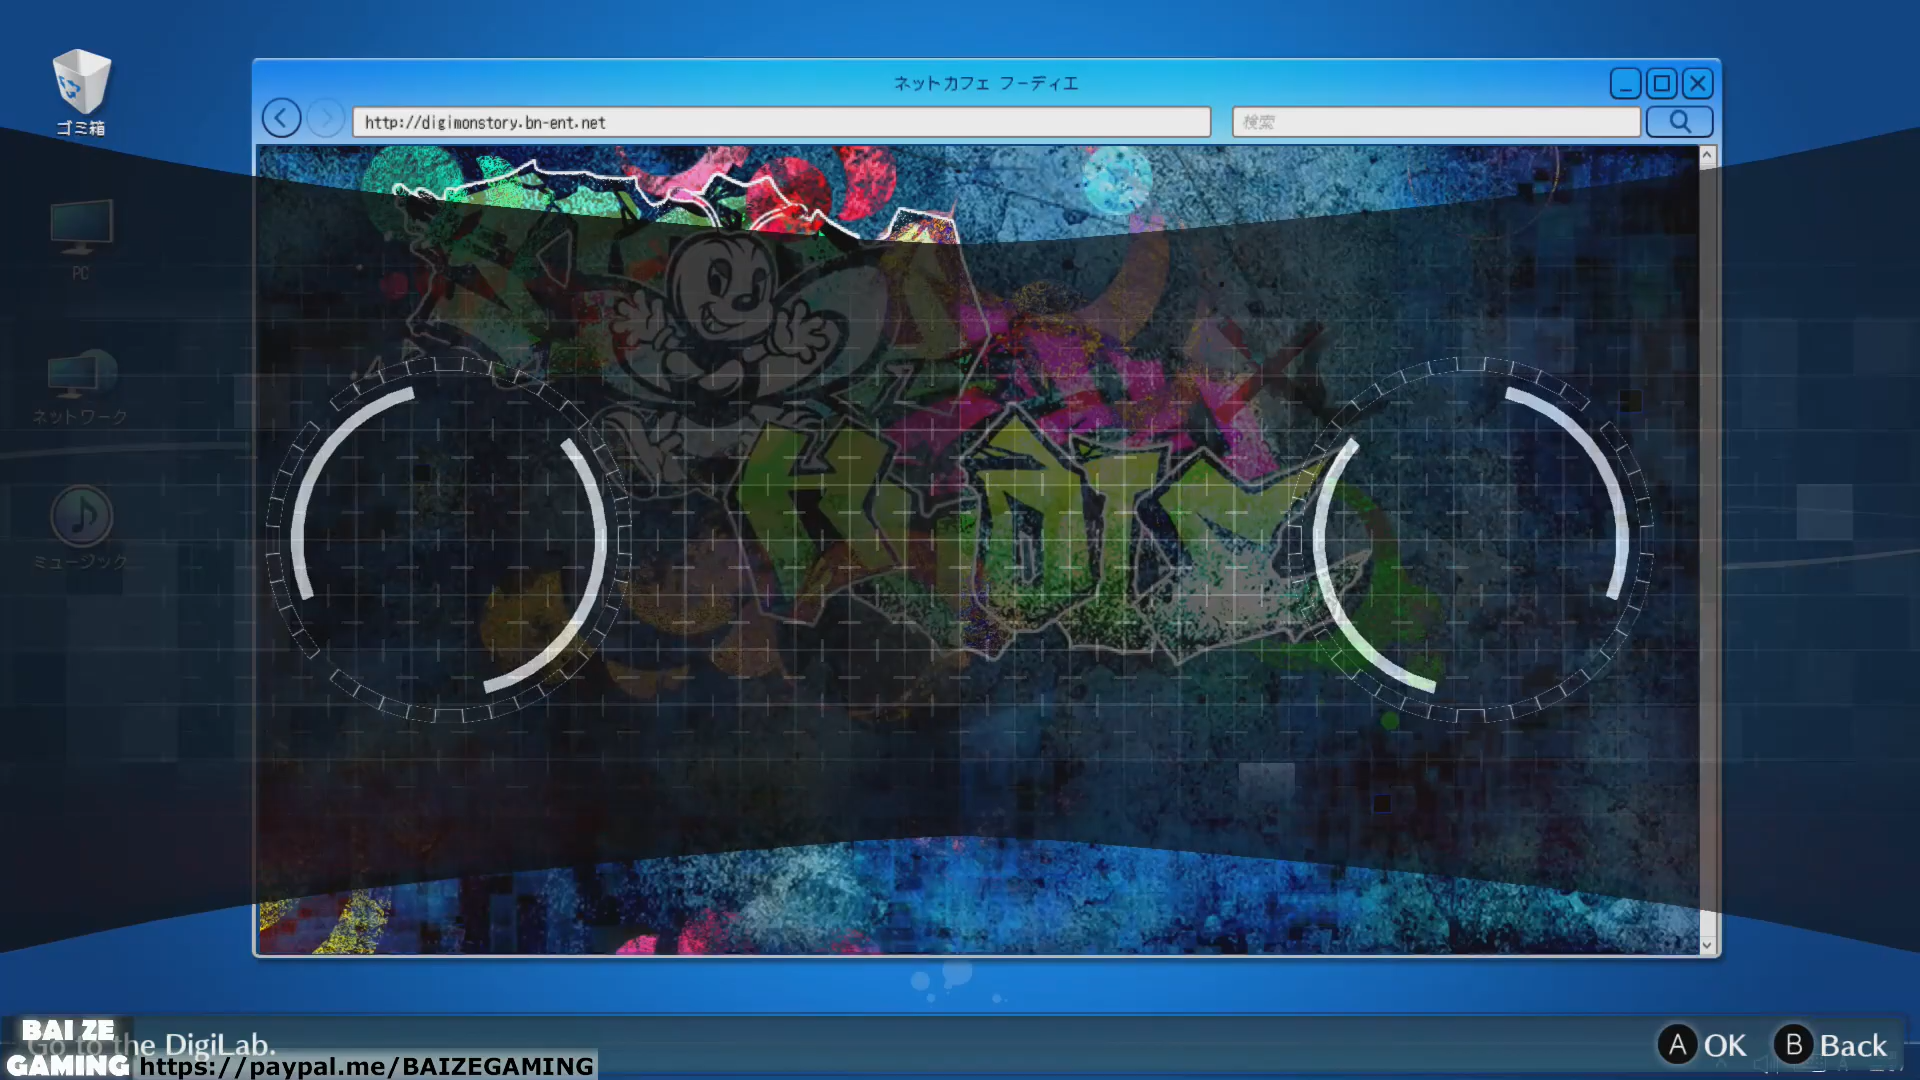 ネットカフェ フーディエ
ゴミ箱
http://digimonstory.bn-ent.net
検索
PC
ネットワーク
ミュージック
Go to the DigiLab.
A OK B Back
BAI ZE
GAMING
https://paypal.me/BAIZEGAMING